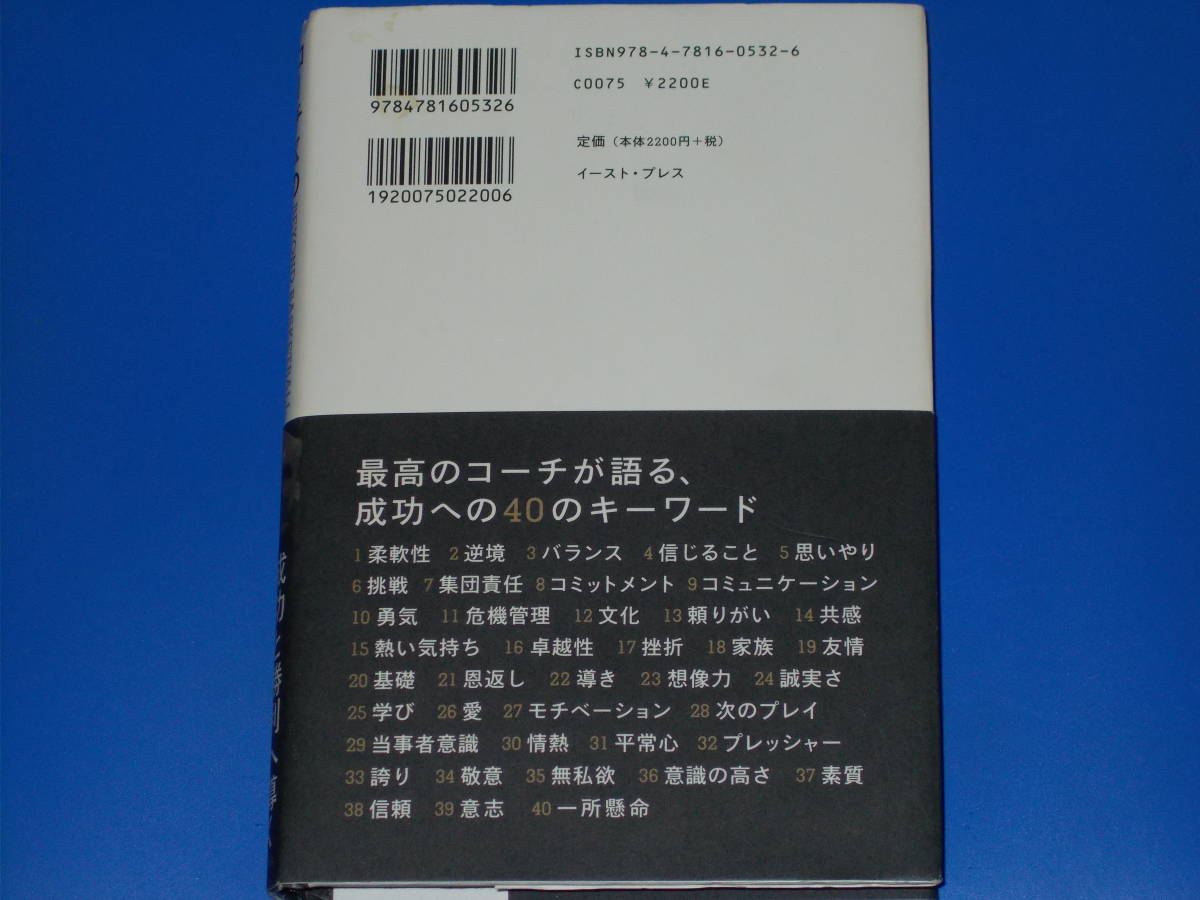 ISBN978-4-7816-0532-6
C0075 ¥2200E
9784781605326
定価（本体2200円＋税）
イースト・プレス
1920075022006
最高のコーチが語る、
成功への40のキーワード
1 柔軟性 2 逆境 3 バランス 4 信じること 5 思いやり
6 挑戦 7 集団責任 8 コミットメント 9 コミュニケーション
10 勇気 11 危機管理 12 文化 13 頼りがい 14 共感
15 熱い気持ち 16 卓越性 17 挫折 18 家族 19 友情
20 基礎 21 恩返し 22 導き 23 想像力 24 誠実さ
25 学び 26 愛 27 モチベーション 28 次のプレイ
29 当事者意識 30 情熱 31 平常心 32 プレッシャー
33 誇り 34 敬意 35 無私欲 36 意識の高さ 37 素質
38 信頼 39 意志 40 一所懸命